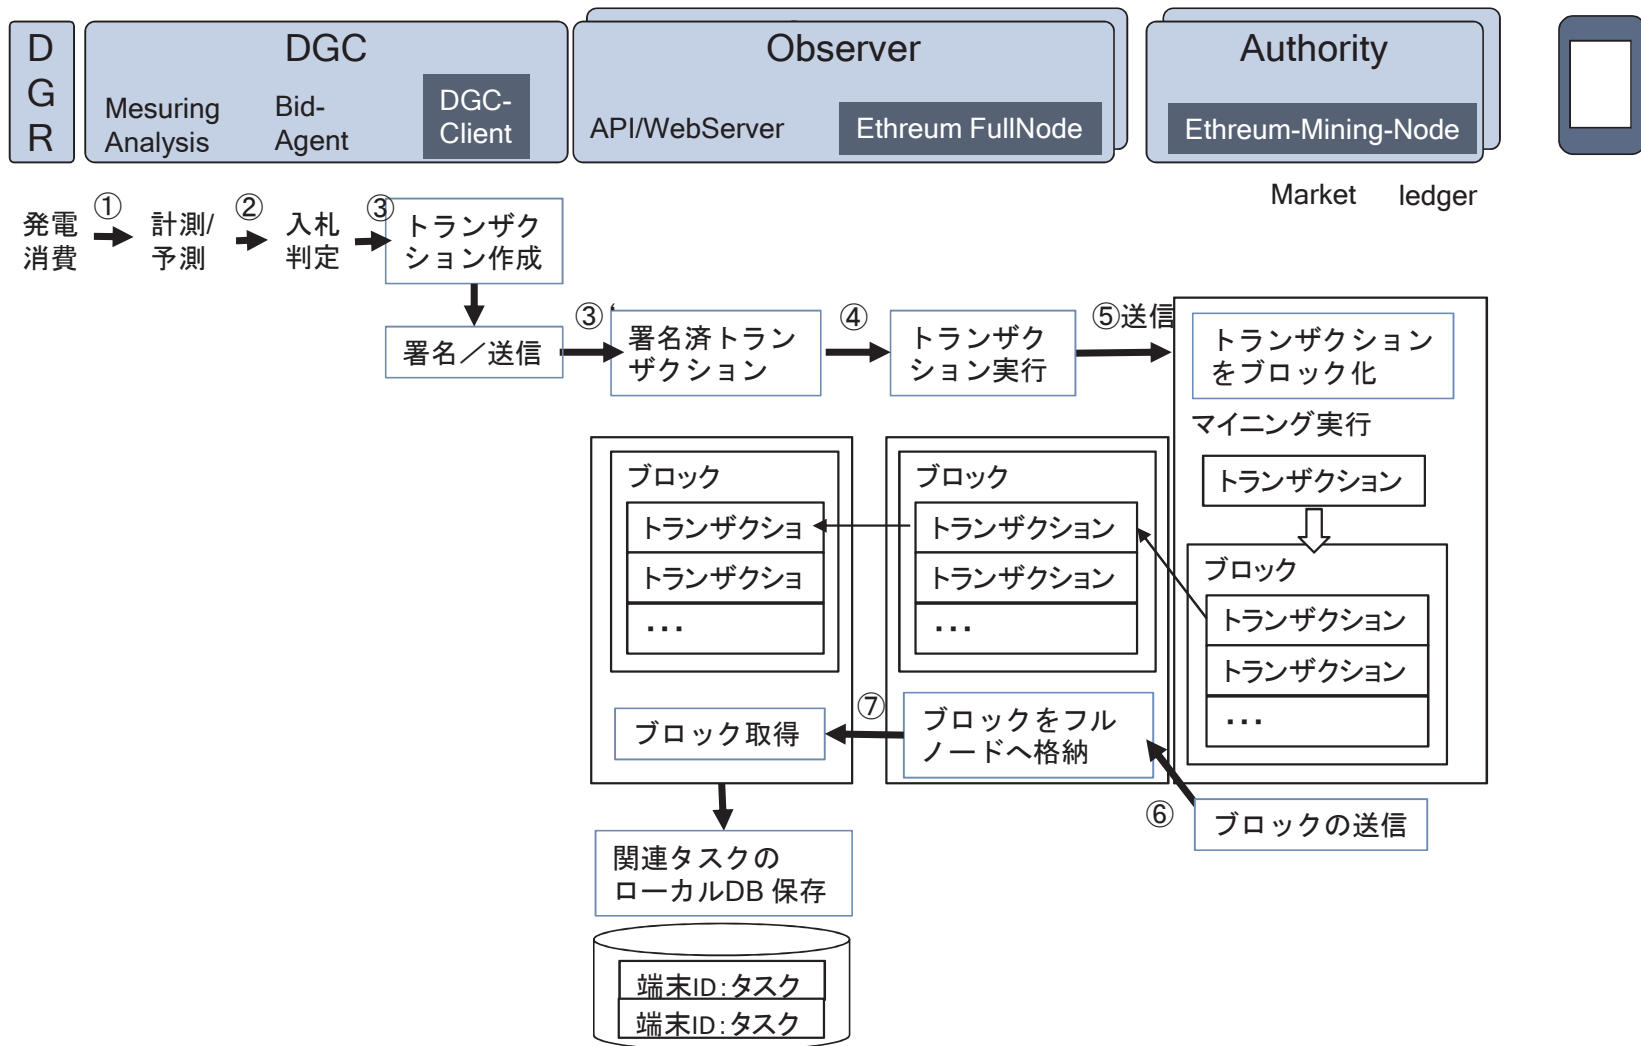 D
G
R
DGC
Mesuring
Analysis
Bid-
Agent
DGC-
Client
Observer
API/WebServer
Ethreum FullNode
Authority
Ethreum-Mining-Node
Market
ledger
発電
消費
①
計測/
予測
②
入札
判定
③
トランザク
ション作成
署名／送信
③‘
署名済トラン
ザクション
④
トランザク
ション実行
⑤送信
トランザクション
をブロック化
マイニング実行
トランザクション
ブロック
トランザクション
トランザクション
・・・
ブロック
トランザクショ
トランザクショ
・・・
ブロック
トランザクション
トランザクション
・・・
ブロック取得
⑦
ブロックをフル
ノードへ格納
⑥
ブロックの送信
関連タスクの
ローカルDB 保存
端末ID：タスク
端末ID：タスク